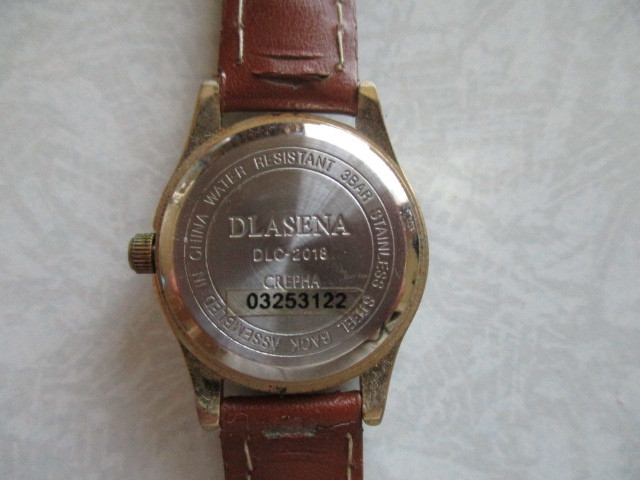 DLASENA
DLC-2018
CREPHA
03253122
WATER RESISTANT 3BAR STAINLESS STEEL BACK ASSEMBLED IN CHINA